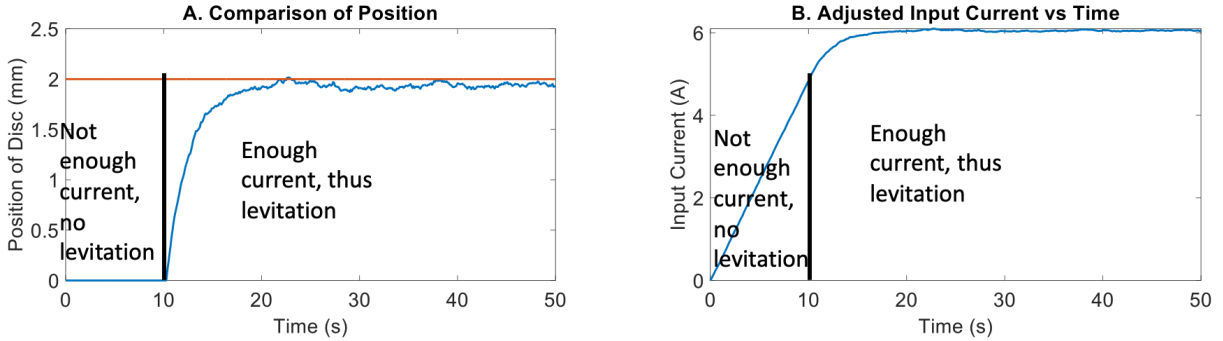 A. Comparison of Position
2.5
2
1.5
1
0.5
0
Position of Disc (mm)
Not
enough
current,
no
levitation
Enough
current, thus
levitation
0 10 20 30 40 50
Time (s)
B. Adjusted Input Current vs Time
6
4
2
0
Input Current (A)
Not
enough
current,
no
levitation
Enough
current, thus
levitation
0 10 20 30 40 50
Time (s)